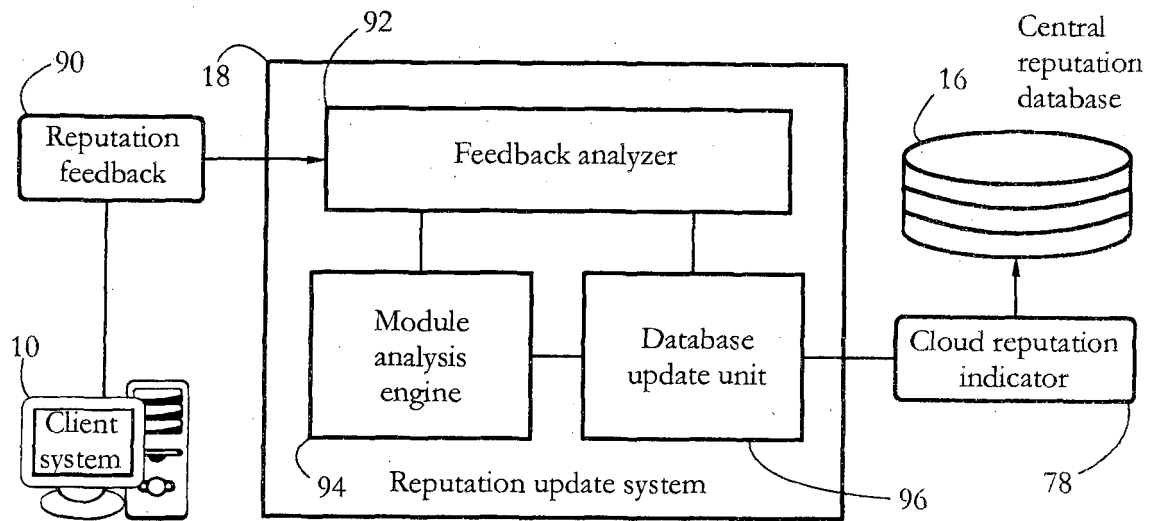 90
Reputation
feedback
10
Client
system
18
92
Feedback analyzer
Module
analysis
engine
94
Database
update unit
96
Reputation update system
Central
reputation
database
16
Cloud reputation
indicator
78